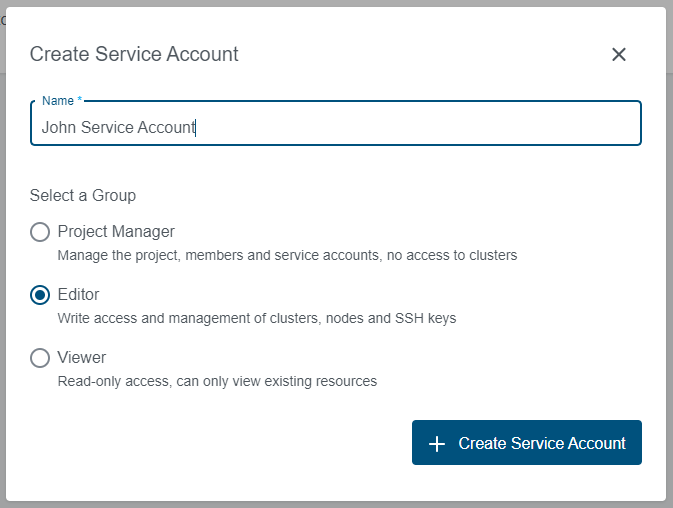 Create Service Account
Name *
John Service Account
Select a Group
Project Manager
Manage the project, members and service accounts, no access to clusters
Editor
Write access and management of clusters, nodes and SSH keys
Viewer
Read-only access, can only view existing resources
Create Service Account